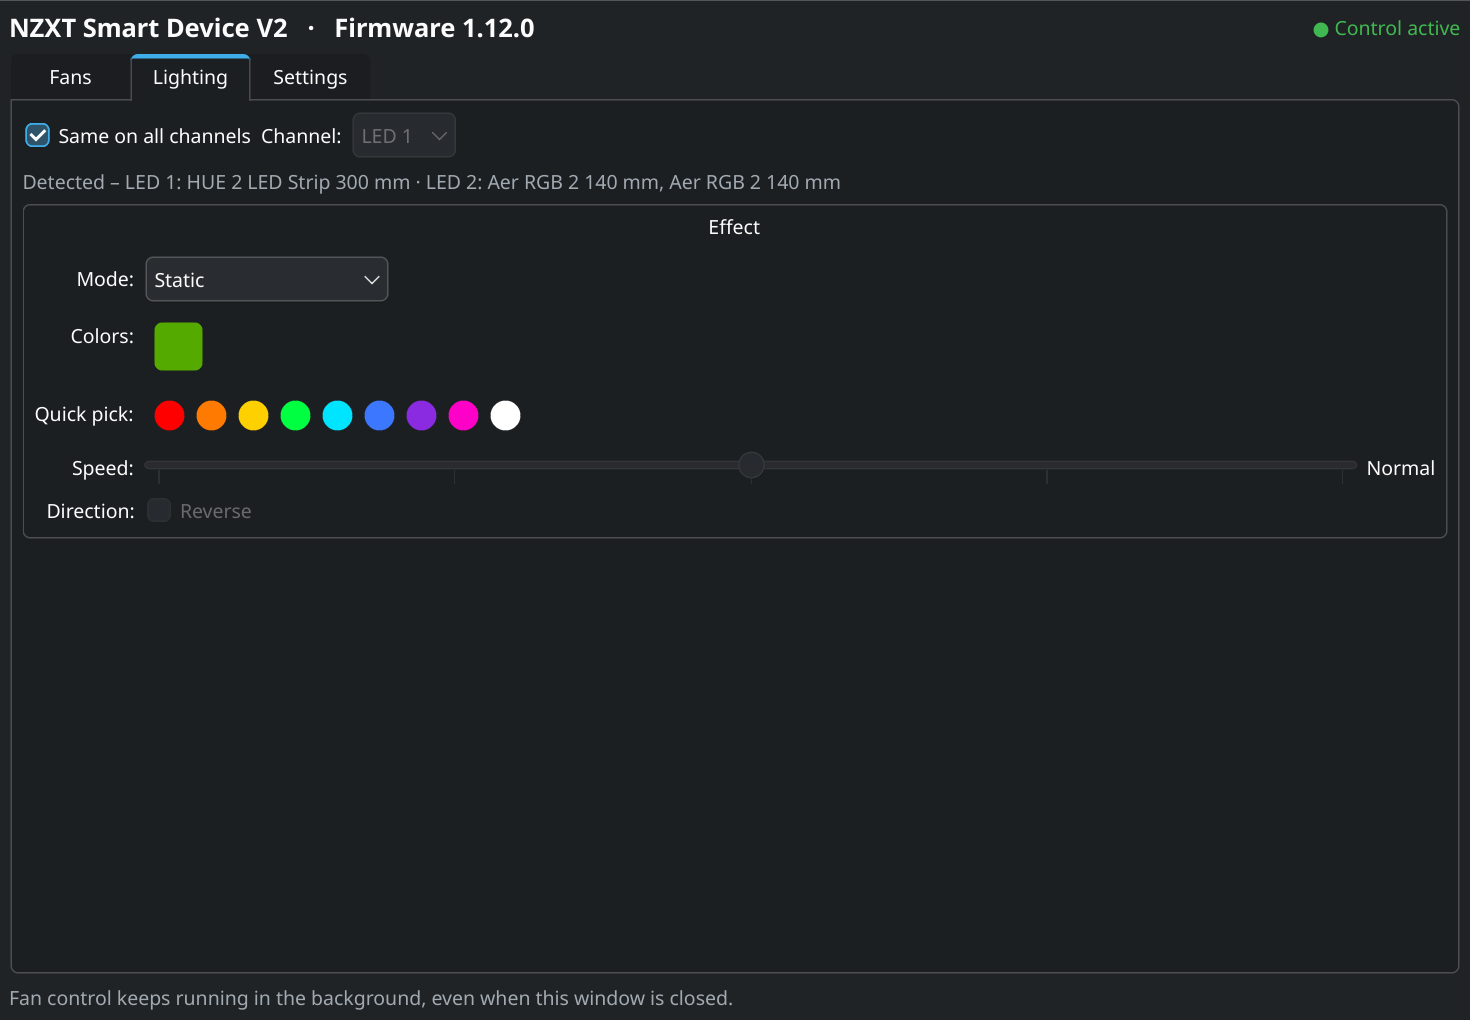 NZXT Smart Device V2 · Firmware 1.12.0
Control active
Fans Lighting Settings
Same on all channels Channel: LED 1
Detected – LED 1: HUE 2 LED Strip 300 mm · LED 2: Aer RGB 2 140 mm, Aer RGB 2 140 mm
Effect
Mode: Static
Colors:
Quick pick:
Speed: Normal
Direction: Reverse
Fan control keeps running in the background, even when this window is closed.